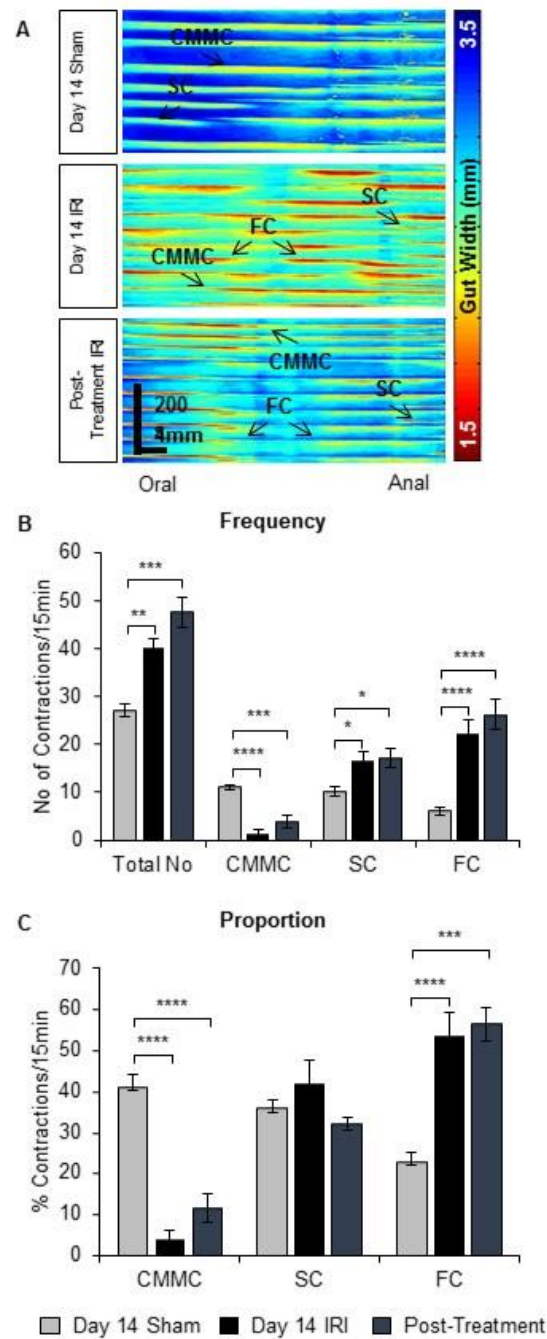 A
Day 14 Sham
CMMC
SC
3.5
Day 14 IRI
SC
FC
CMMC
Gut Width (mm)
Post-
Treatment IRI
CMMC
SC
FC
200
4mm
1.5
Oral
Anal
B
Frequency
No of Contractions/15min
60
50
40
30
20
10
0
***
**
***
****
*
*
****
****
Total No
CMMC
SC
FC
C
Proportion
% Contractions/15min
70
60
50
40
30
20
10
0
****
****
***
****
CMMC
SC
FC
Day 14 Sham
Day 14 IRI
Post-Treatment